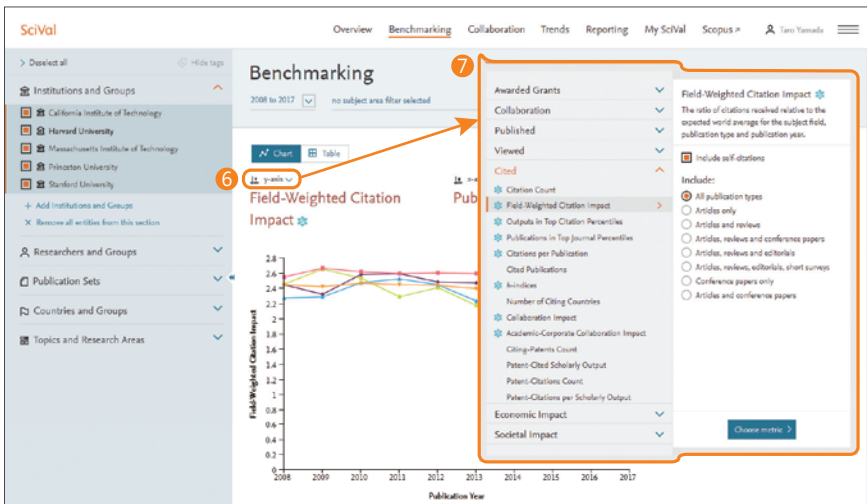 SciVal
Overview
Benchmarking
Collaboration
Trends
Reporting
My SciVal
Scopus
Taro Yamada
Deselect all
Hide tags
Institutions and Groups
California Institute of Technology
Harvard University
Massachusetts Institute of Technology
Princeton University
Stanford University
+ Add Institutions and Groups
× Remove all entities from this section
Researchers and Groups
Publication Sets
Countries and Groups
Topics and Research Areas
Benchmarking
2008 to 2017
no subject area filter selected
Chart
Table
6
y-axis
Field-Weighted Citation
Impact
x-a
Pub
Field-Weighted Citation Impact
2.8
2.6
2.4
2.2
2
1.8
1.6
1.4
1.2
1
0.8
0.6
0.4
0.2
0
2008 2009 2010 2011 2012 2013 2014 2015 2016 2017
Publication Year
7
Awarded Grants
Collaboration
Published
Viewed
Cited
Citation Count
Field-Weighted Citation Impact
Outputs in Top Citation Percentiles
Publications in Top Journal Percentiles
Citations per Publication
Cited Publications
h-indices
Number of Citing Countries
Collaboration Impact
Academic-Corporate Collaboration Impact
Citing-Patents Count
Patent-Cited Scholarly Output
Patent-Citations Count
Patent-Citations per Scholarly Output
Economic Impact
Societal Impact
Field-Weighted Citation Impact
The ratio of citations received relative to the
expected world average for the subject field,
publication type and publication year.
Include self-citations
Include:
All publication types
Articles only
Articles and reviews
Articles, reviews and conference papers
Articles, reviews and editorials
Articles, reviews, editorials, short surveys
Conference papers only
Articles and conference papers
Choose metric